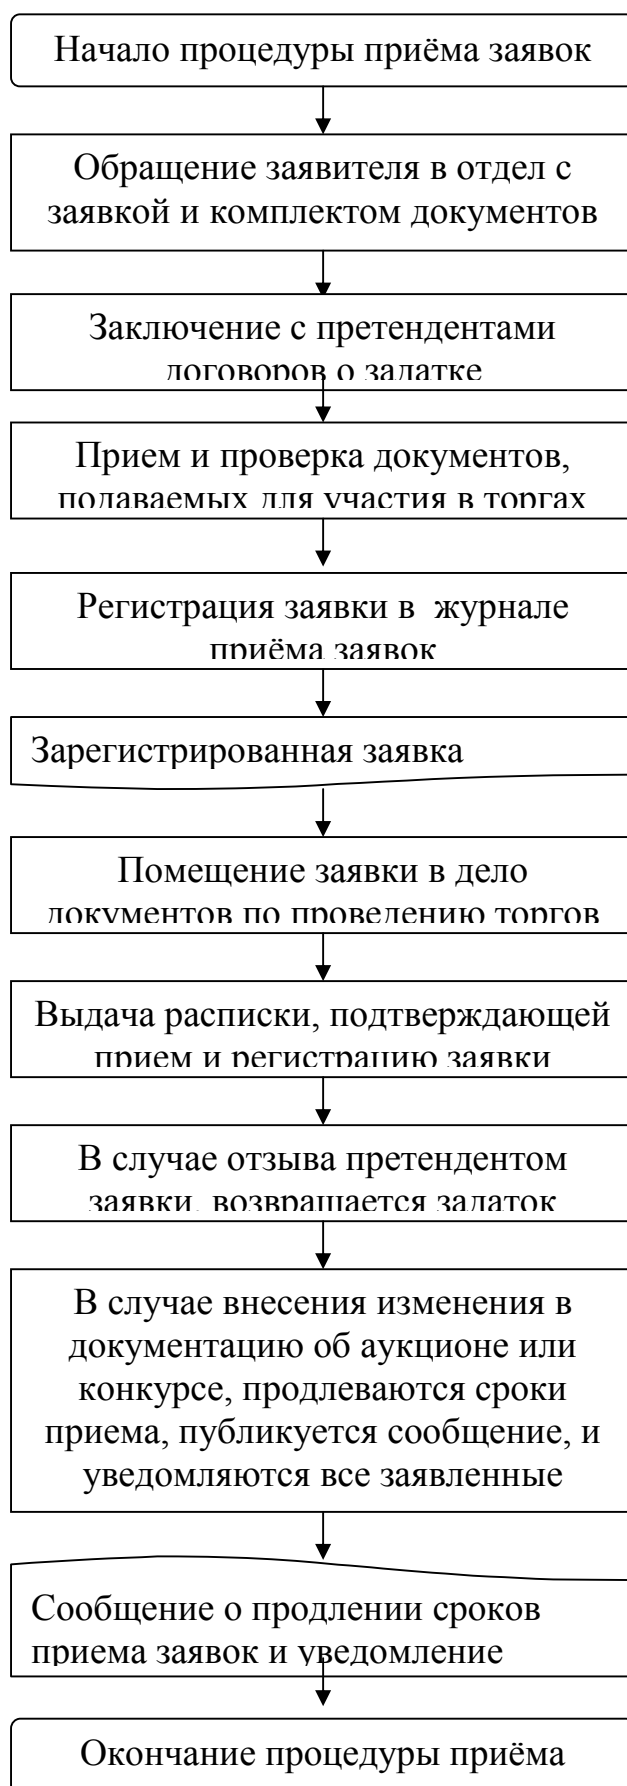 Начало процедуры приёма заявок
Обращение заявителя в отдел с
заявкой и комплектом документов
Заключение с претендентами
договоров о задатке
Прием и проверка документов,
подаваемых для участия в торгах
Регистрация заявки в журнале
приёма заявок
Зарегистрированная заявка
Помещение заявки в дело
документов по проведению торгов
Выдача расписки, подтверждающей
прием и регистрацию заявки
В случае отзыва претендентом
заявки, возвращается задаток
В случае внесения изменения в
документацию об аукционе или
конкурсе, продлеваются сроки
приема, публикуется сообщение, и
уведомляются все заявленные
Сообщение о продлении сроков
приема заявок и уведомление
Окончание процедуры приёма